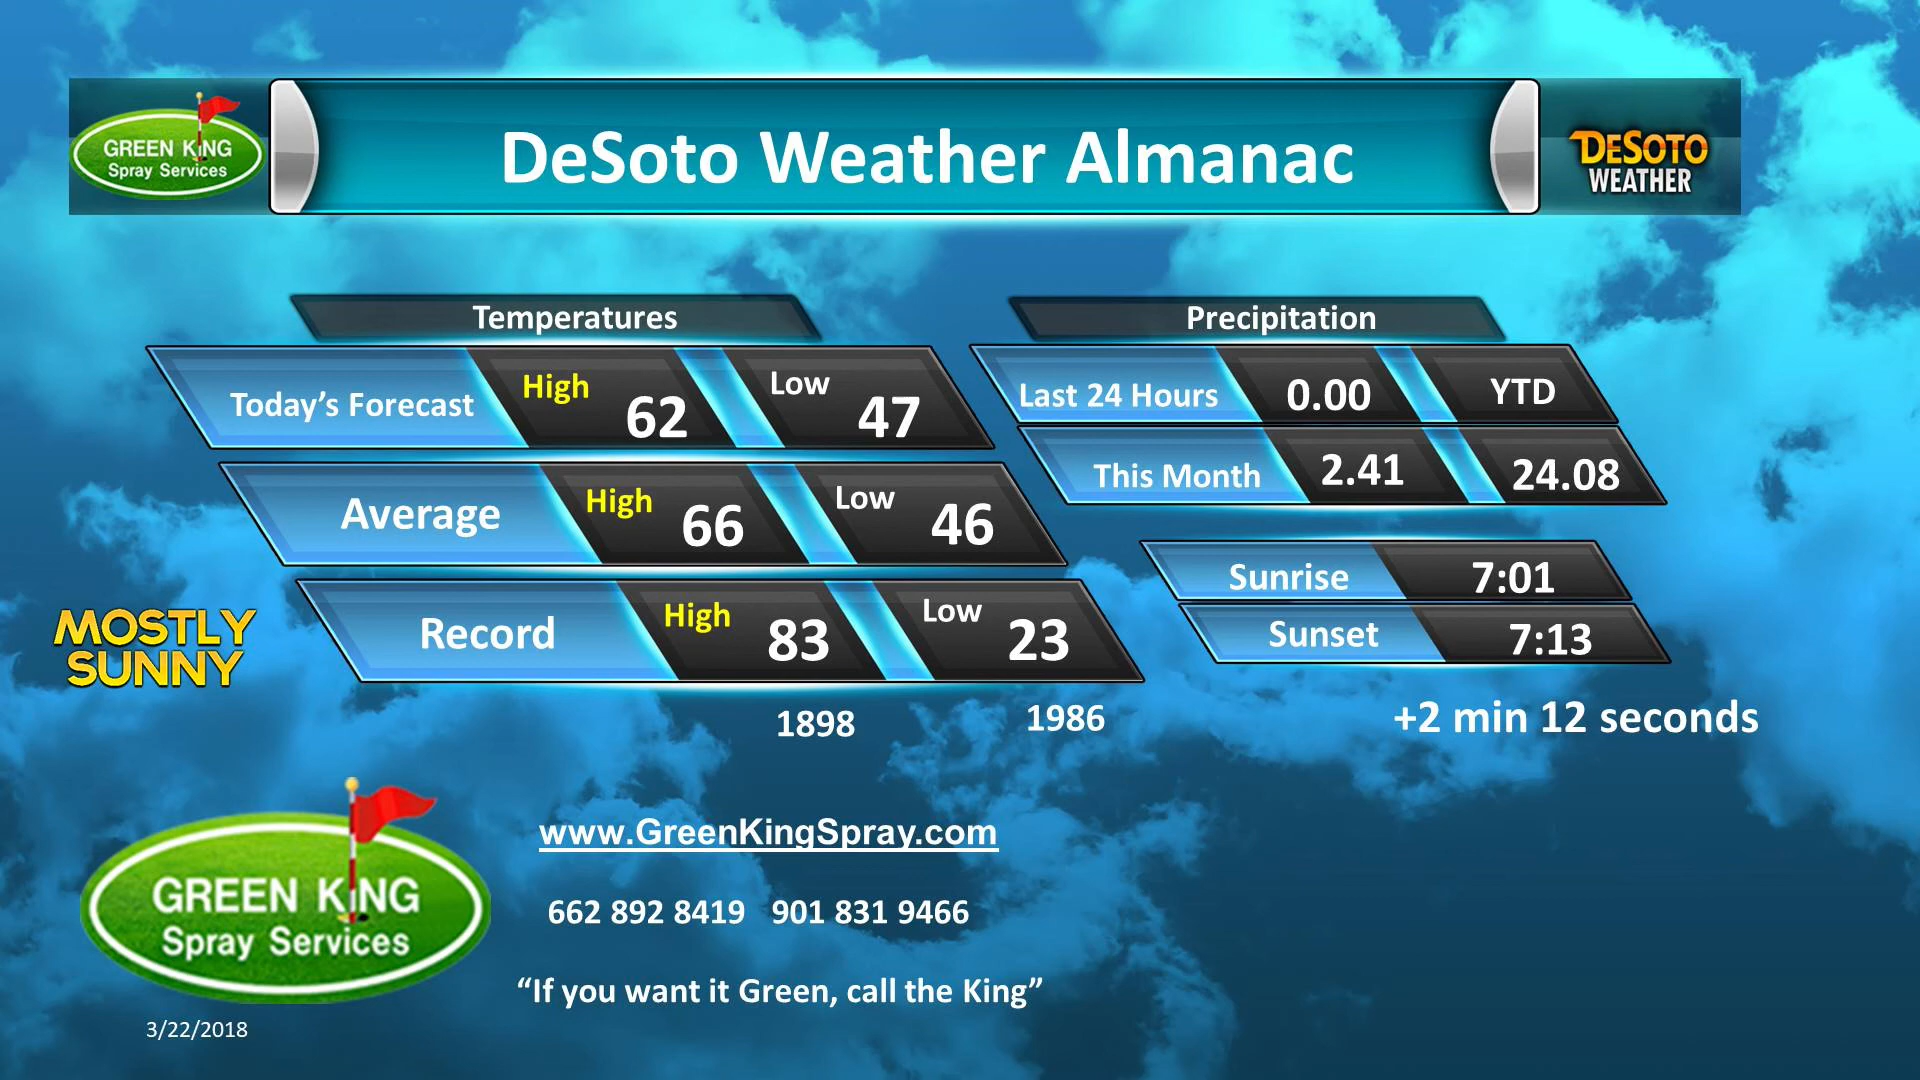 GREEN KING
Spray Services
DeSoto Weather Almanac
DESOTO
WEATHER
Temperatures
Today's Forecast High 62 Low 47
Average High 66 Low 46
Record High 83 Low 23
1898 1986
MOSTLY
SUNNY
Precipitation
Last 24 Hours 0.00 YTD
This Month 2.41 24.08
Sunrise 7:01
Sunset 7:13
+2 min 12 seconds
GREEN KING
Spray Services
www.GreenKingSpray.com
662 892 8419 901 831 9466
“If you want it Green, call the King”
3/22/2018